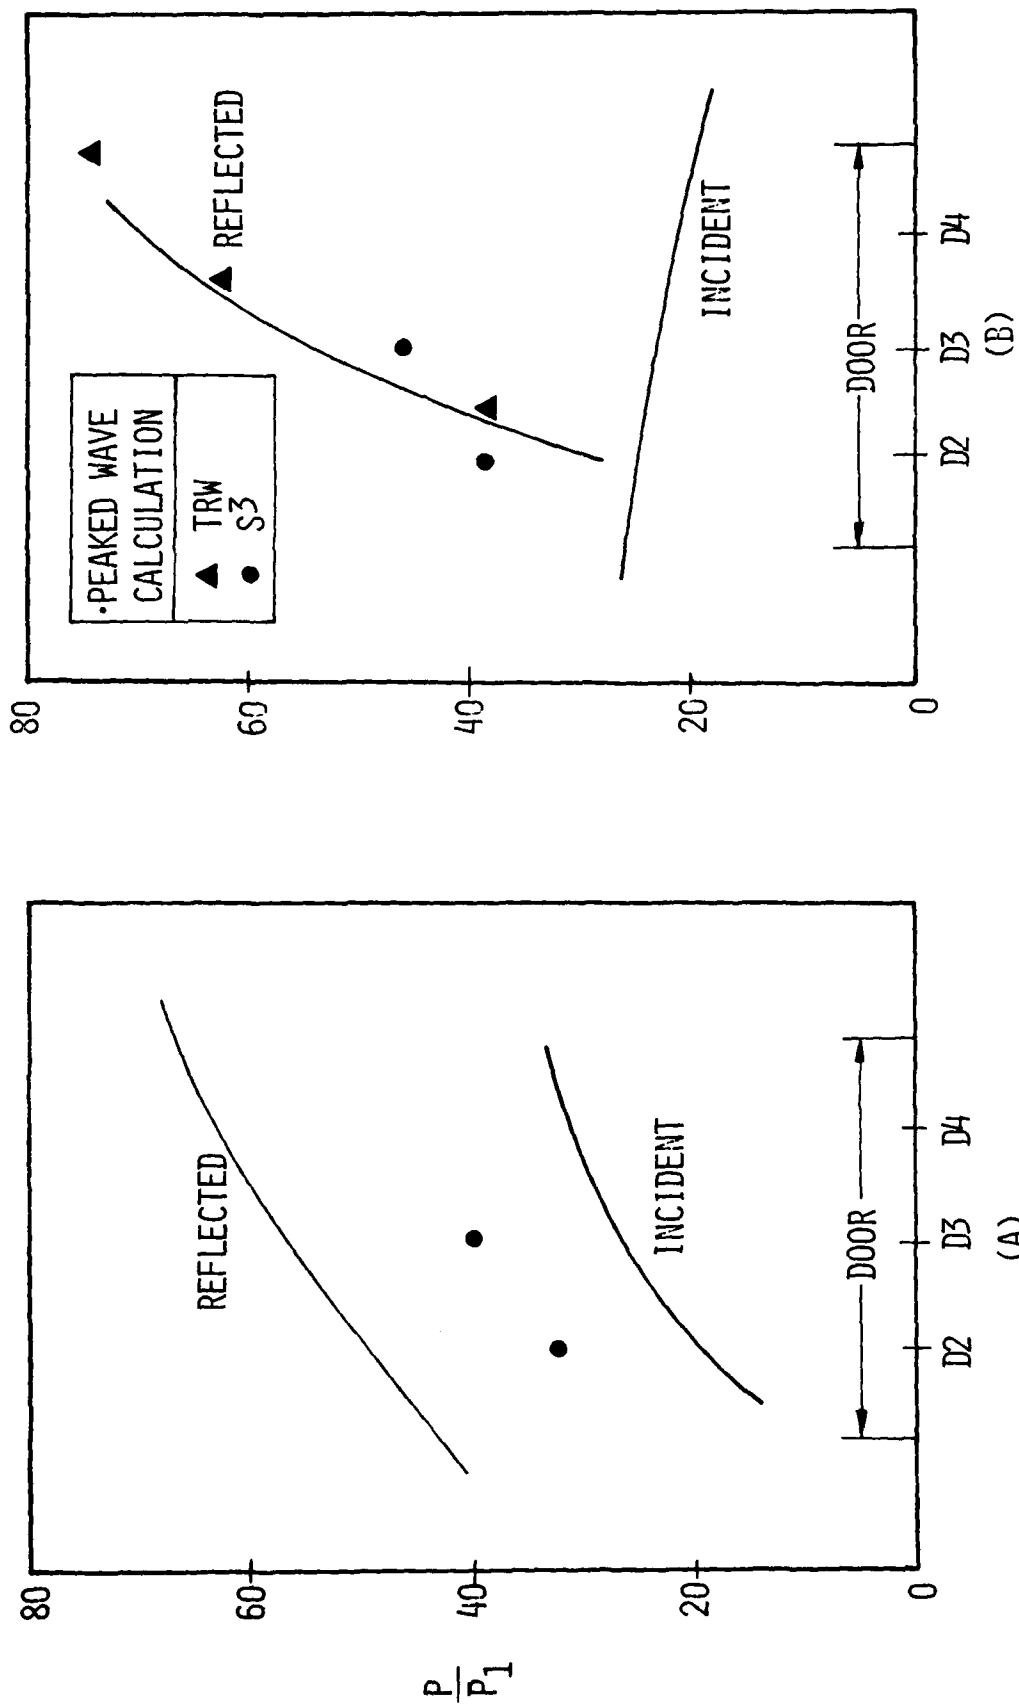 P
P1
80
60
40
20
0
REFLECTED
INCIDENT
DOOR
D2 D3 D4
(A)
80
60
40
20
0
·PEAKED WAVE
CALCULATION
▲ TRW
● S3
REFLECTED
INCIDENT
DOOR
D2 D3 D4
(B)